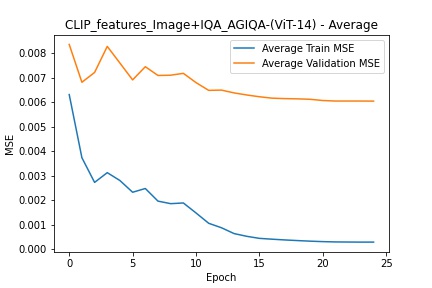 CLIP_features_Image+IQA_AGIQA-(ViT-14) - Average
Average Train MSE
Average Validation MSE
MSE
0.008
0.007
0.006
0.005
0.004
0.003
0.002
0.001
0.000
0 5 10 15 20 25
Epoch